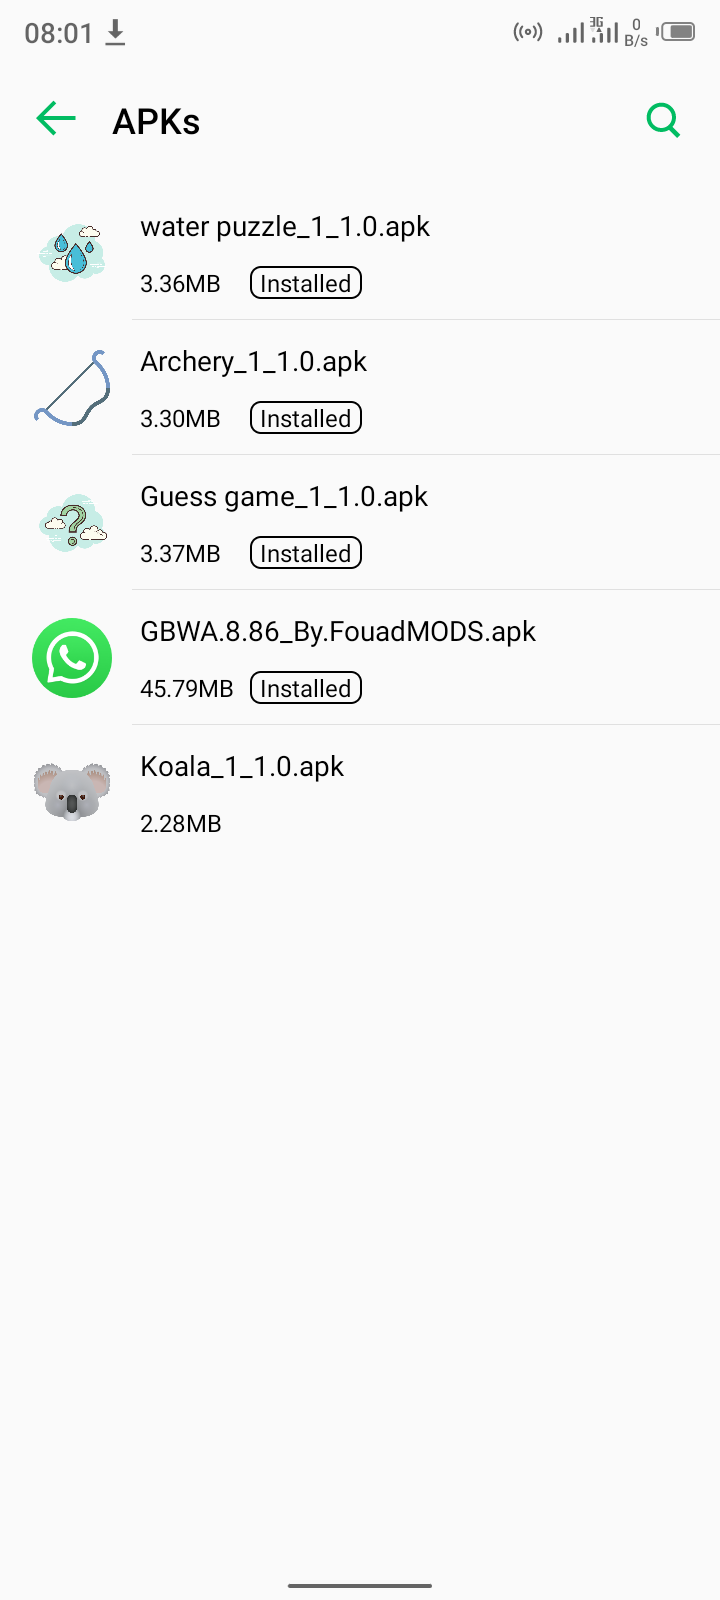 08:01
3G
0
B/s
APKs
water puzzle_1_1.0.apk
3.36MB Installed
Archery_1_1.0.apk
3.30MB Installed
Guess game_1_1.0.apk
3.37MB Installed
GBWA.8.86_By.FouadMODS.apk
45.79MB Installed
Koala_1_1.0.apk
2.28MB